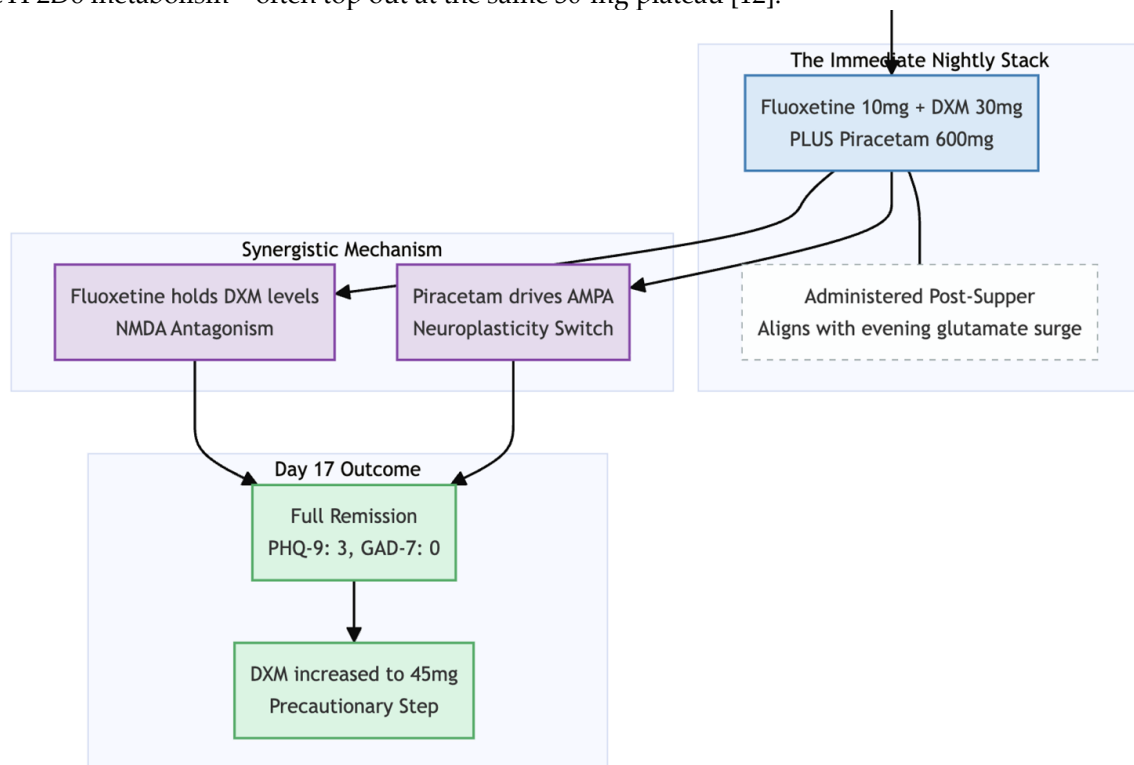 2D6 metabolism—often top out at the same 30-mg plateau [12].
The Immediate Nightly Stack
Fluoxetine 10mg + DXM 30mg
PLUS Piracetam 600mg
Synergistic Mechanism
Fluoxetine holds DXM levels
NMDA Antagonism
Piracetam drives AMPA
Neuroplasticity Switch
Administered Post-Supper
Aligns with evening glutamate surge
Day 17 Outcome
Full Remission
PHQ-9: 3, GAD-7: 0
DXM increased to 45mg
Precautionary Step